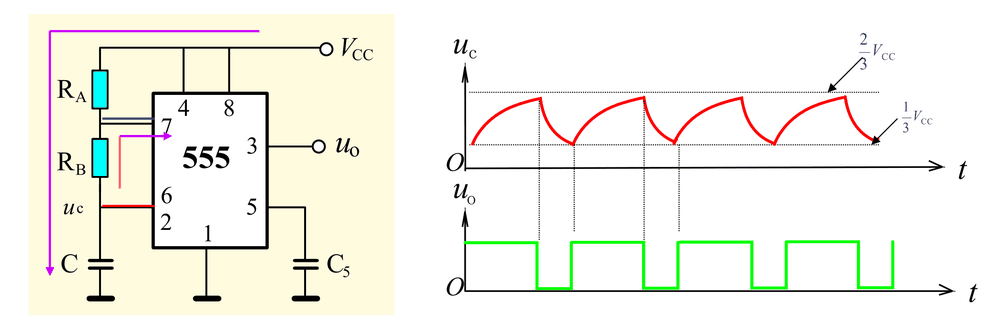 V_CC
R_A
4 8
7
R_B
555
3
u_o
6
u_c
2
5
1
C
C_5
u_c
2/3 V_CC
1/3 V_CC
O
t
u_o
O
t